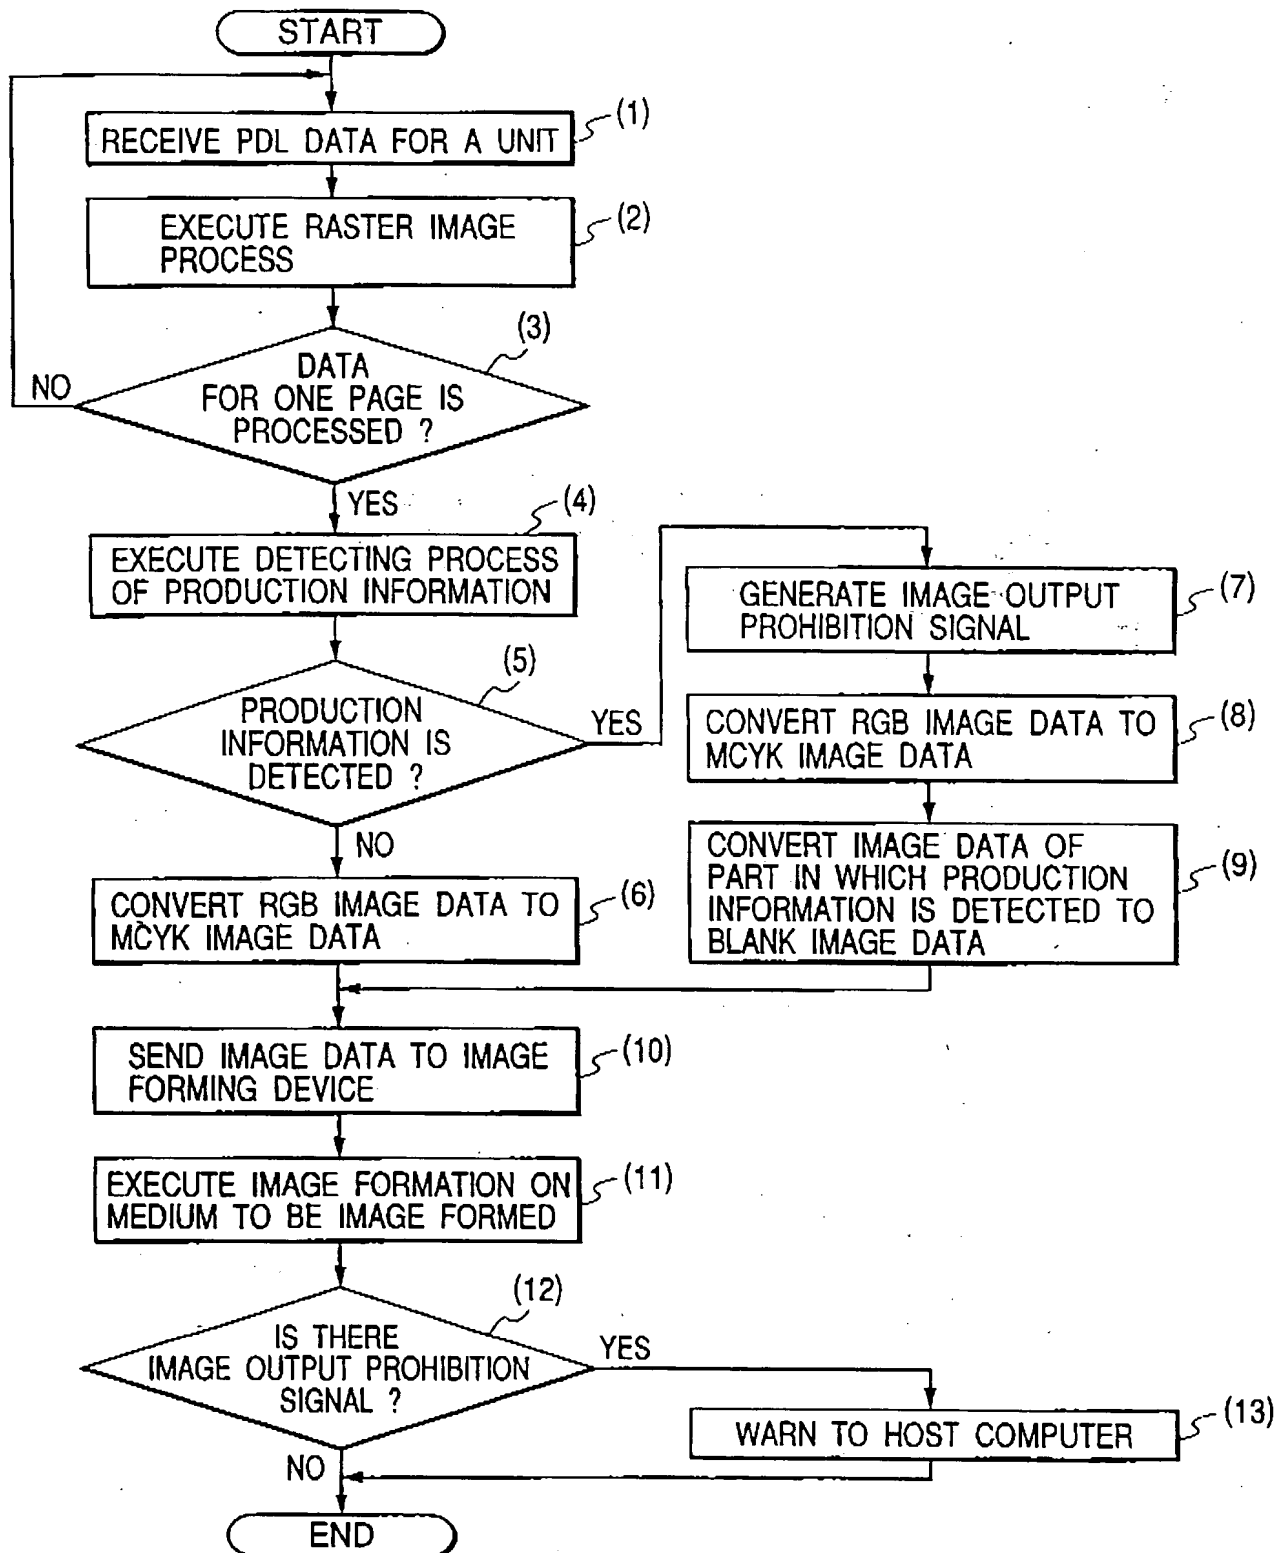 START
(1)
RECEIVE PDL DATA FOR A UNIT
(2)
EXECUTE RASTER IMAGE
PROCESS
(3)
DATA
FOR ONE PAGE IS
PROCESSED ?
NO
YES
(4)
EXECUTE DETECTING PROCESS
OF PRODUCTION INFORMATION
(5)
PRODUCTION
INFORMATION IS
DETECTED ?
YES
NO
(7)
GENERATE IMAGE OUTPUT
PROHIBITION SIGNAL
(8)
CONVERT RGB IMAGE DATA TO
MCYK IMAGE DATA
(9)
CONVERT IMAGE DATA OF
PART IN WHICH PRODUCTION
INFORMATION IS DETECTED TO
BLANK IMAGE DATA
(6)
CONVERT RGB IMAGE DATA TO
MCYK IMAGE DATA
(10)
SEND IMAGE DATA TO IMAGE
FORMING DEVICE
(11)
EXECUTE IMAGE FORMATION ON
MEDIUM TO BE IMAGE FORMED
(12)
IS THERE
IMAGE OUTPUT PROHIBITION
SIGNAL ?
YES
(13)
WARN TO HOST COMPUTER
NO
END